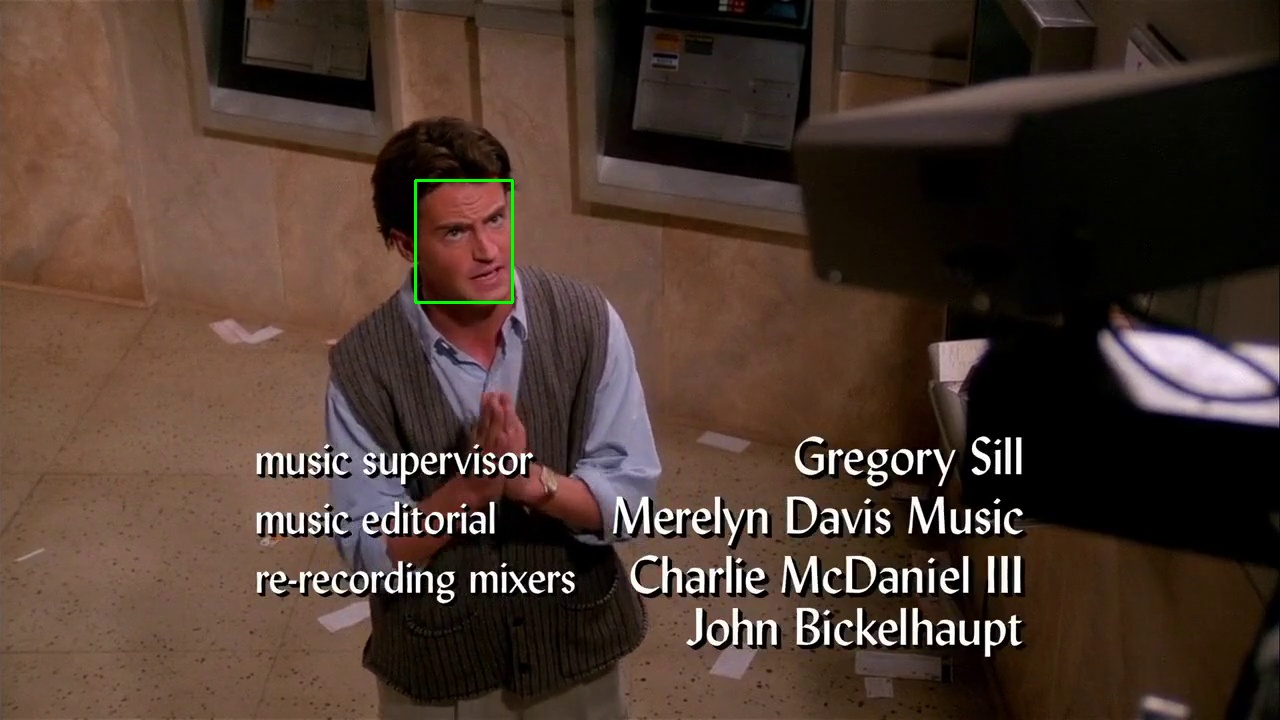 music supervisor Gregory Sill
music editorial Merelyn Davis Music
re-recording mixers Charlie McDaniel III
John Bickelhaupt